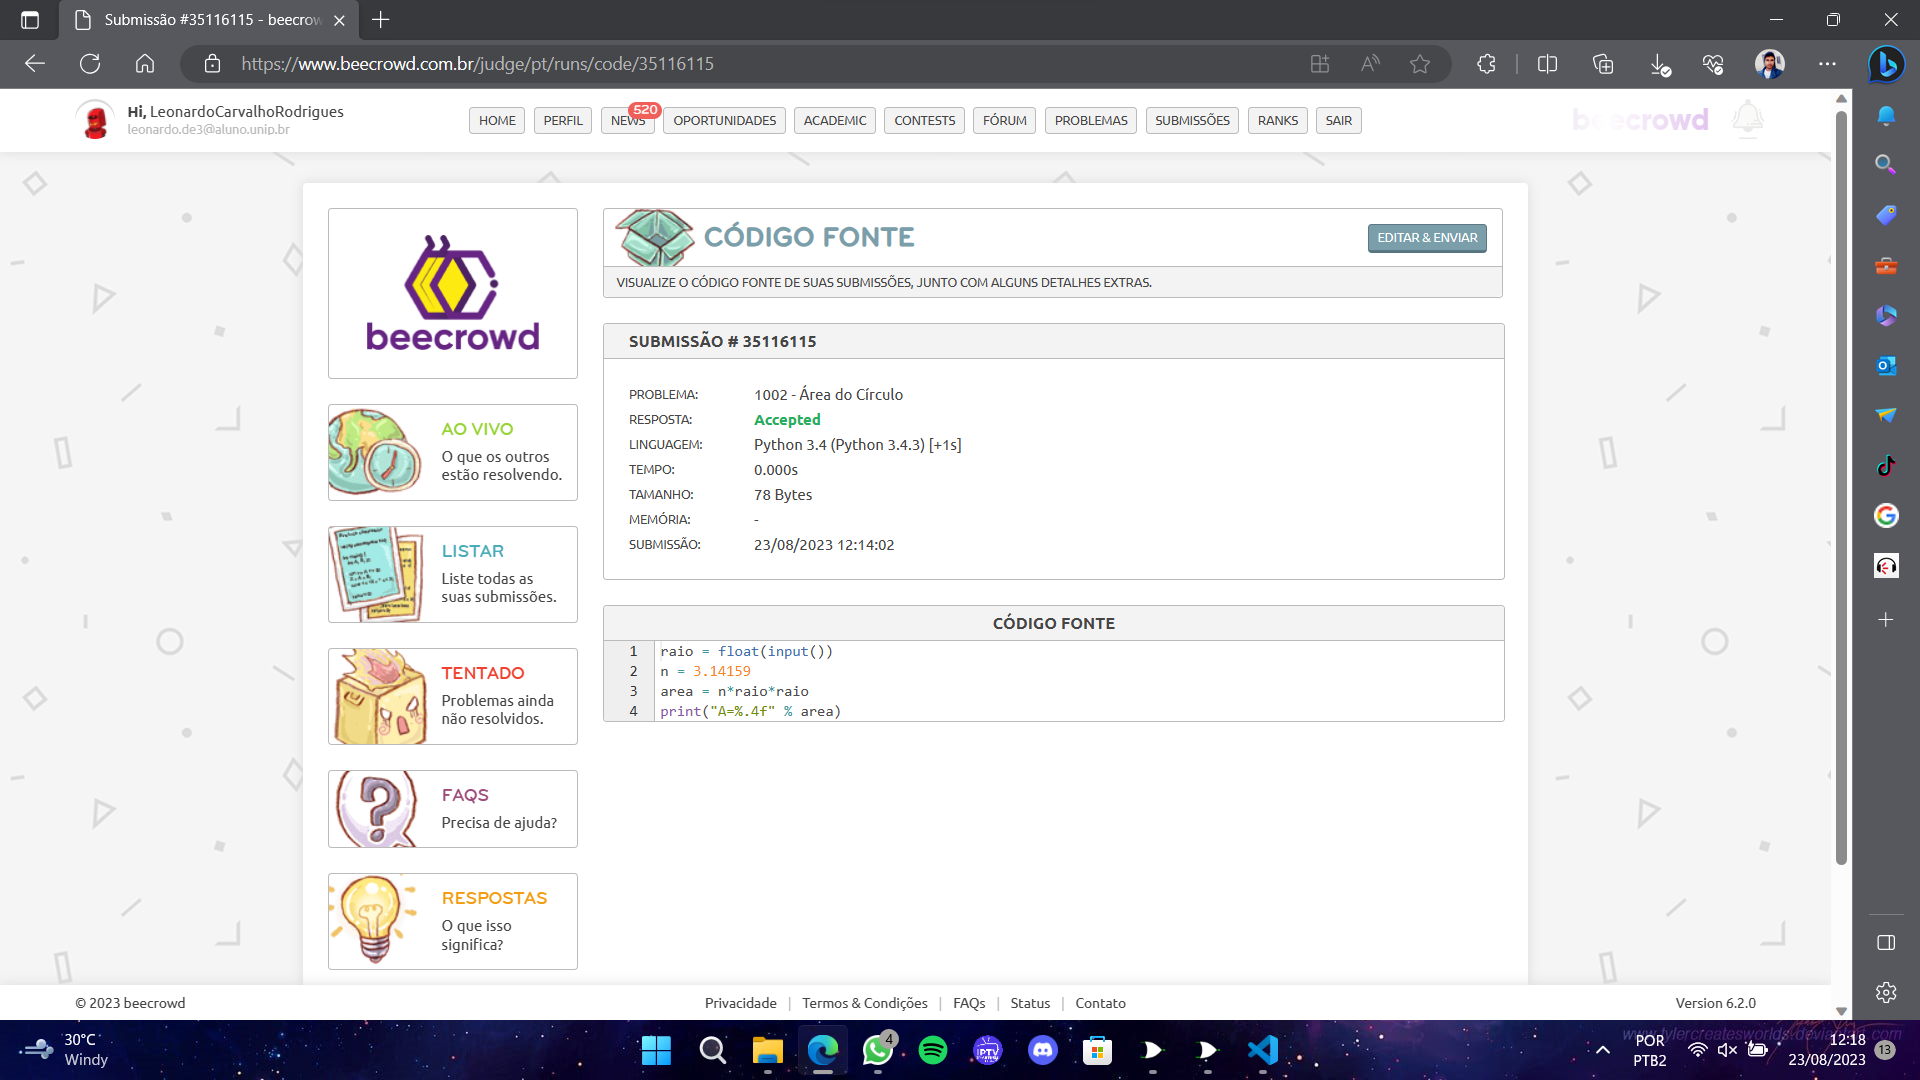 Submissão #35116115 - beecrow
https://www.beecrowd.com.br/judge/pt/runs/code/35116115
Hi, LeonardoCarvalhoRodrigues
leonardo.de3@aluno.unip.br
HOME
PERFIL
NEWS
520
OPORTUNIDADES
ACADEMIC
CONTESTS
FÓRUM
PROBLEMAS
SUBMISSÕES
RANKS
SAIR
beecrowd
beecrowd
CÓDIGO FONTE
EDITAR & ENVIAR
VISUALIZE O CÓDIGO FONTE DE SUAS SUBMISSÕES, JUNTO COM ALGUNS DETALHES EXTRAS.
SUBMISSÃO # 35116115
PROBLEMA: 1002 - Área do Círculo
RESPOSTA: Accepted
LINGUAGEM: Python 3.4 (Python 3.4.3) [+1s]
TEMPO: 0.000s
TAMANHO: 78 Bytes
MEMÓRIA: -
SUBMISSÃO: 23/08/2023 12:14:02
CÓDIGO FONTE
1 raio = float(input())
2 n = 3.14159
3 area = n*raio*raio
4 print("A=%.4f" % area)
AO VIVO
O que os outros
estão resolvendo.
LISTAR
Liste todas as
suas submissões.
TENTADO
Problemas ainda
não resolvidos.
FAQS
Precisa de ajuda?
RESPOSTAS
O que isso
significa?
© 2023 beecrowd
Privacidade | Termos & Condições | FAQs | Status | Contato
Version 6.2.0
30°C
Windy
4
IPTV
www.tylercreatesworlds.deviantart.com
POR
PTB2
12:18
23/08/2023
13